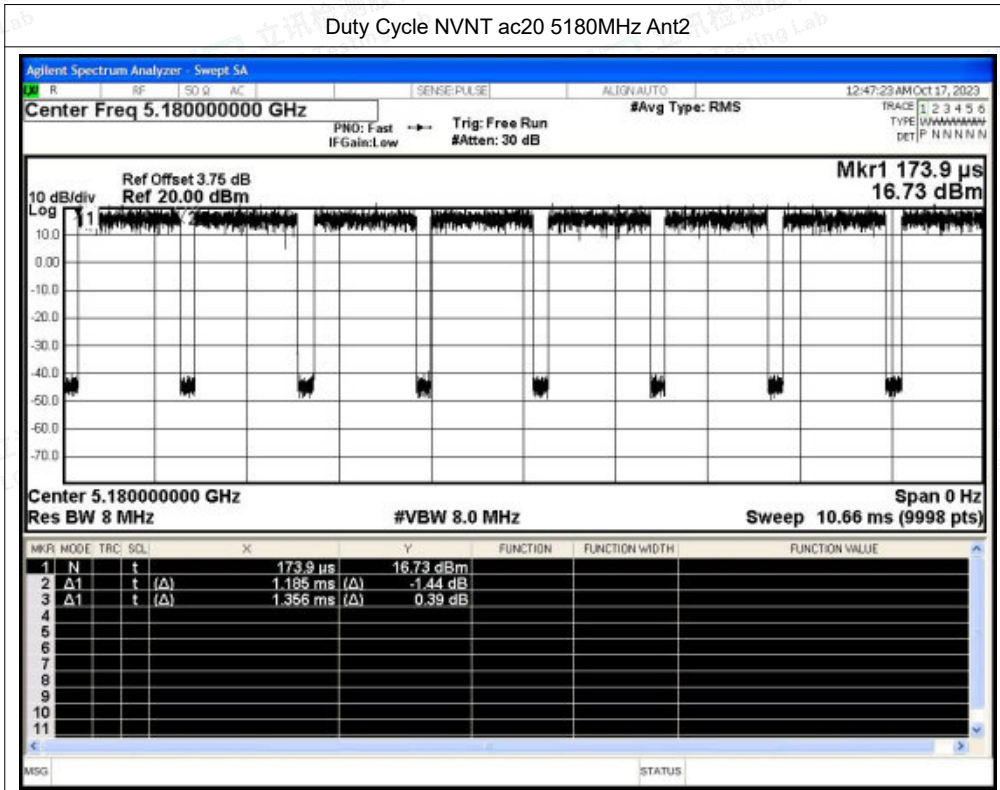 Duty Cycle NVNT ac20 5180MHz Ant2
Agilent Spectrum Analyzer - Swept SA
R RF 50 Ω AC SENSE:PULSE ALIGN AUTO 12:47:23 AM Oct 17, 2023
Center Freq 5.180000000 GHz #Avg Type: RMS TRACE 1 2 3 4 5 6
PNO: Fast Trig: Free Run TYPE
IFGain:Low #Atten: 30 dB DET P N N N N N
Mkr1 173.9 µs
Ref Offset 3.75 dB
10 dB/div Ref 20.00 dBm 16.73 dBm
Log
10.0
0.00
-10.0
-20.0
-30.0
-40.0
-50.0
-60.0
-70.0
Center 5.180000000 GHz Span 0 Hz
Res BW 8 MHz #VBW 8.0 MHz Sweep 10.66 ms (9998 pts)
MKR MODE TRC SCL X Y FUNCTION FUNCTION WIDTH FUNCTION VALUE
1 N t 173.9 µs 16.73 dBm
2 Δ1 t (Δ) 1.185 ms (Δ) -1.44 dB
3 Δ1 t (Δ) 1.356 ms (Δ) 0.39 dB
4
5
6
7
8
9
10
11
MSG STATUS